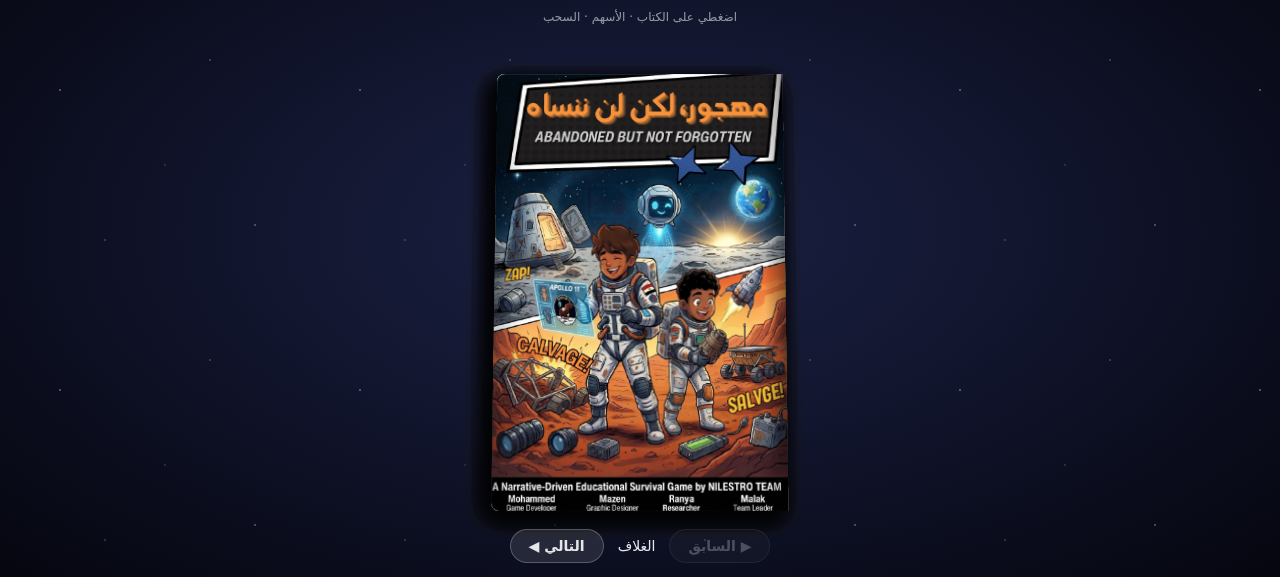 اضغطي على الكتاب · الأسهم · السحب
مهجور، لكن لن ننساه
ABANDONED BUT NOT FORGOTTEN
ZAP!
APOLLO 11
CALVAGE!
SALVGE!
A Narrative-Driven Educational Survival Game by NILESTRO TEAM
Mohammed Mazen Ranya Malak
Game Developer Graphic Designer Researcher Team Leader
▶ السابق الغلاف التالي ◀